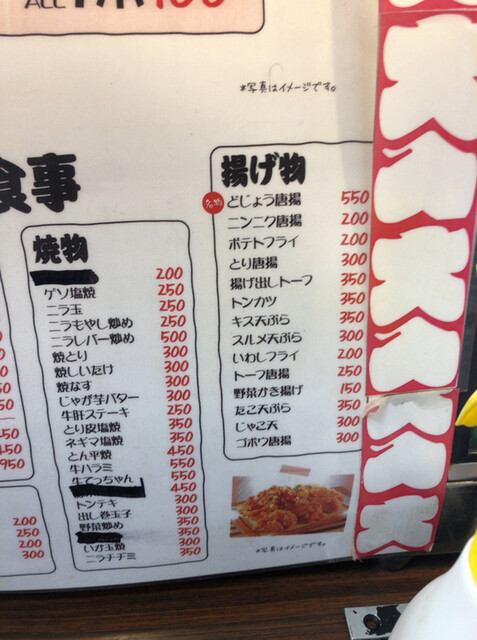 ALL
100
*写真はイメージです。
食事
焼物
200
ゲソ塩焼 250
ニラ玉 250
ニラもやし炒め 250
ニラレバー炒め 500
焼とり 300
焼しいたけ 300
焼なす 300
じゃが芋バター 300
牛肝ステーキ 250
とり皮塩焼 350
ネギマ塩焼 350
とん平焼 450
牛ハラミ 550
牛てっちゃん 550
450
トンテキ 300
出し巻玉子 300
野菜炒め 350
いか玉焼 300
ニラチヂミ 350
揚げ物
名物 どじょう唐揚 550
ニンニク唐揚 200
ポテトフライ 200
とり唐揚 300
揚げ出しトーフ 350
トンカツ 350
キス天ぷら 350
スルメ天ぷら 300
いわしフライ 200
トーフ唐揚 250
野菜かき揚げ 150
たこ天ぷら 350
じゃこ天 300
ゴボウ唐揚 300
*写真はイメージです。
450
450
950
200
250
200
300